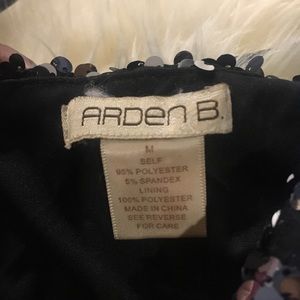 ARDEN B.
M
SELF
95% POLYESTER
5% SPANDEX
LINING
100% POLYESTER
MADE IN CHINA
SEE REVERSE
FOR CARE